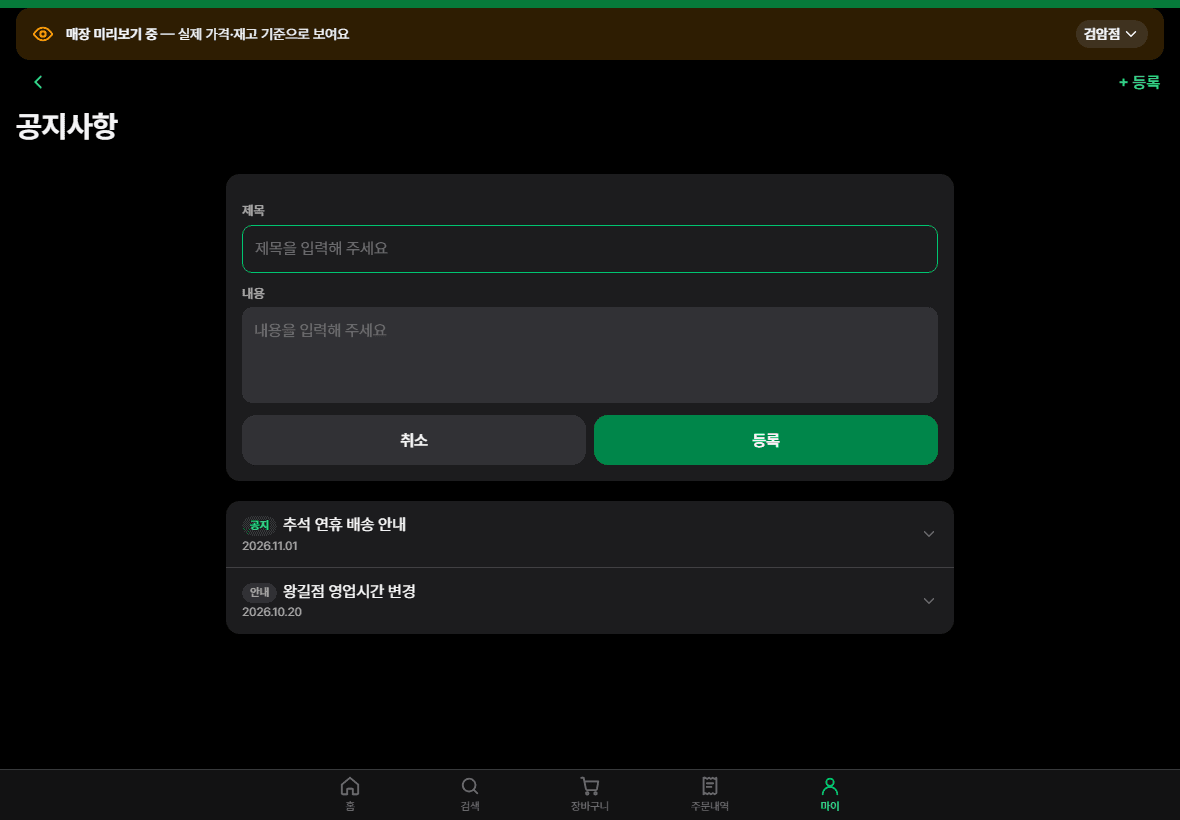 매장 미리보기 중 — 실제 가격·재고 기준으로 보여요
검암점
+ 등록
공지사항
제목
제목을 입력해 주세요
내용
내용을 입력해 주세요
취소
등록
공지 추석 연휴 배송 안내
2026.11.01
안내 왕길점 영업시간 변경
2026.10.20
홈
검색
장바구니
주문내역
마이